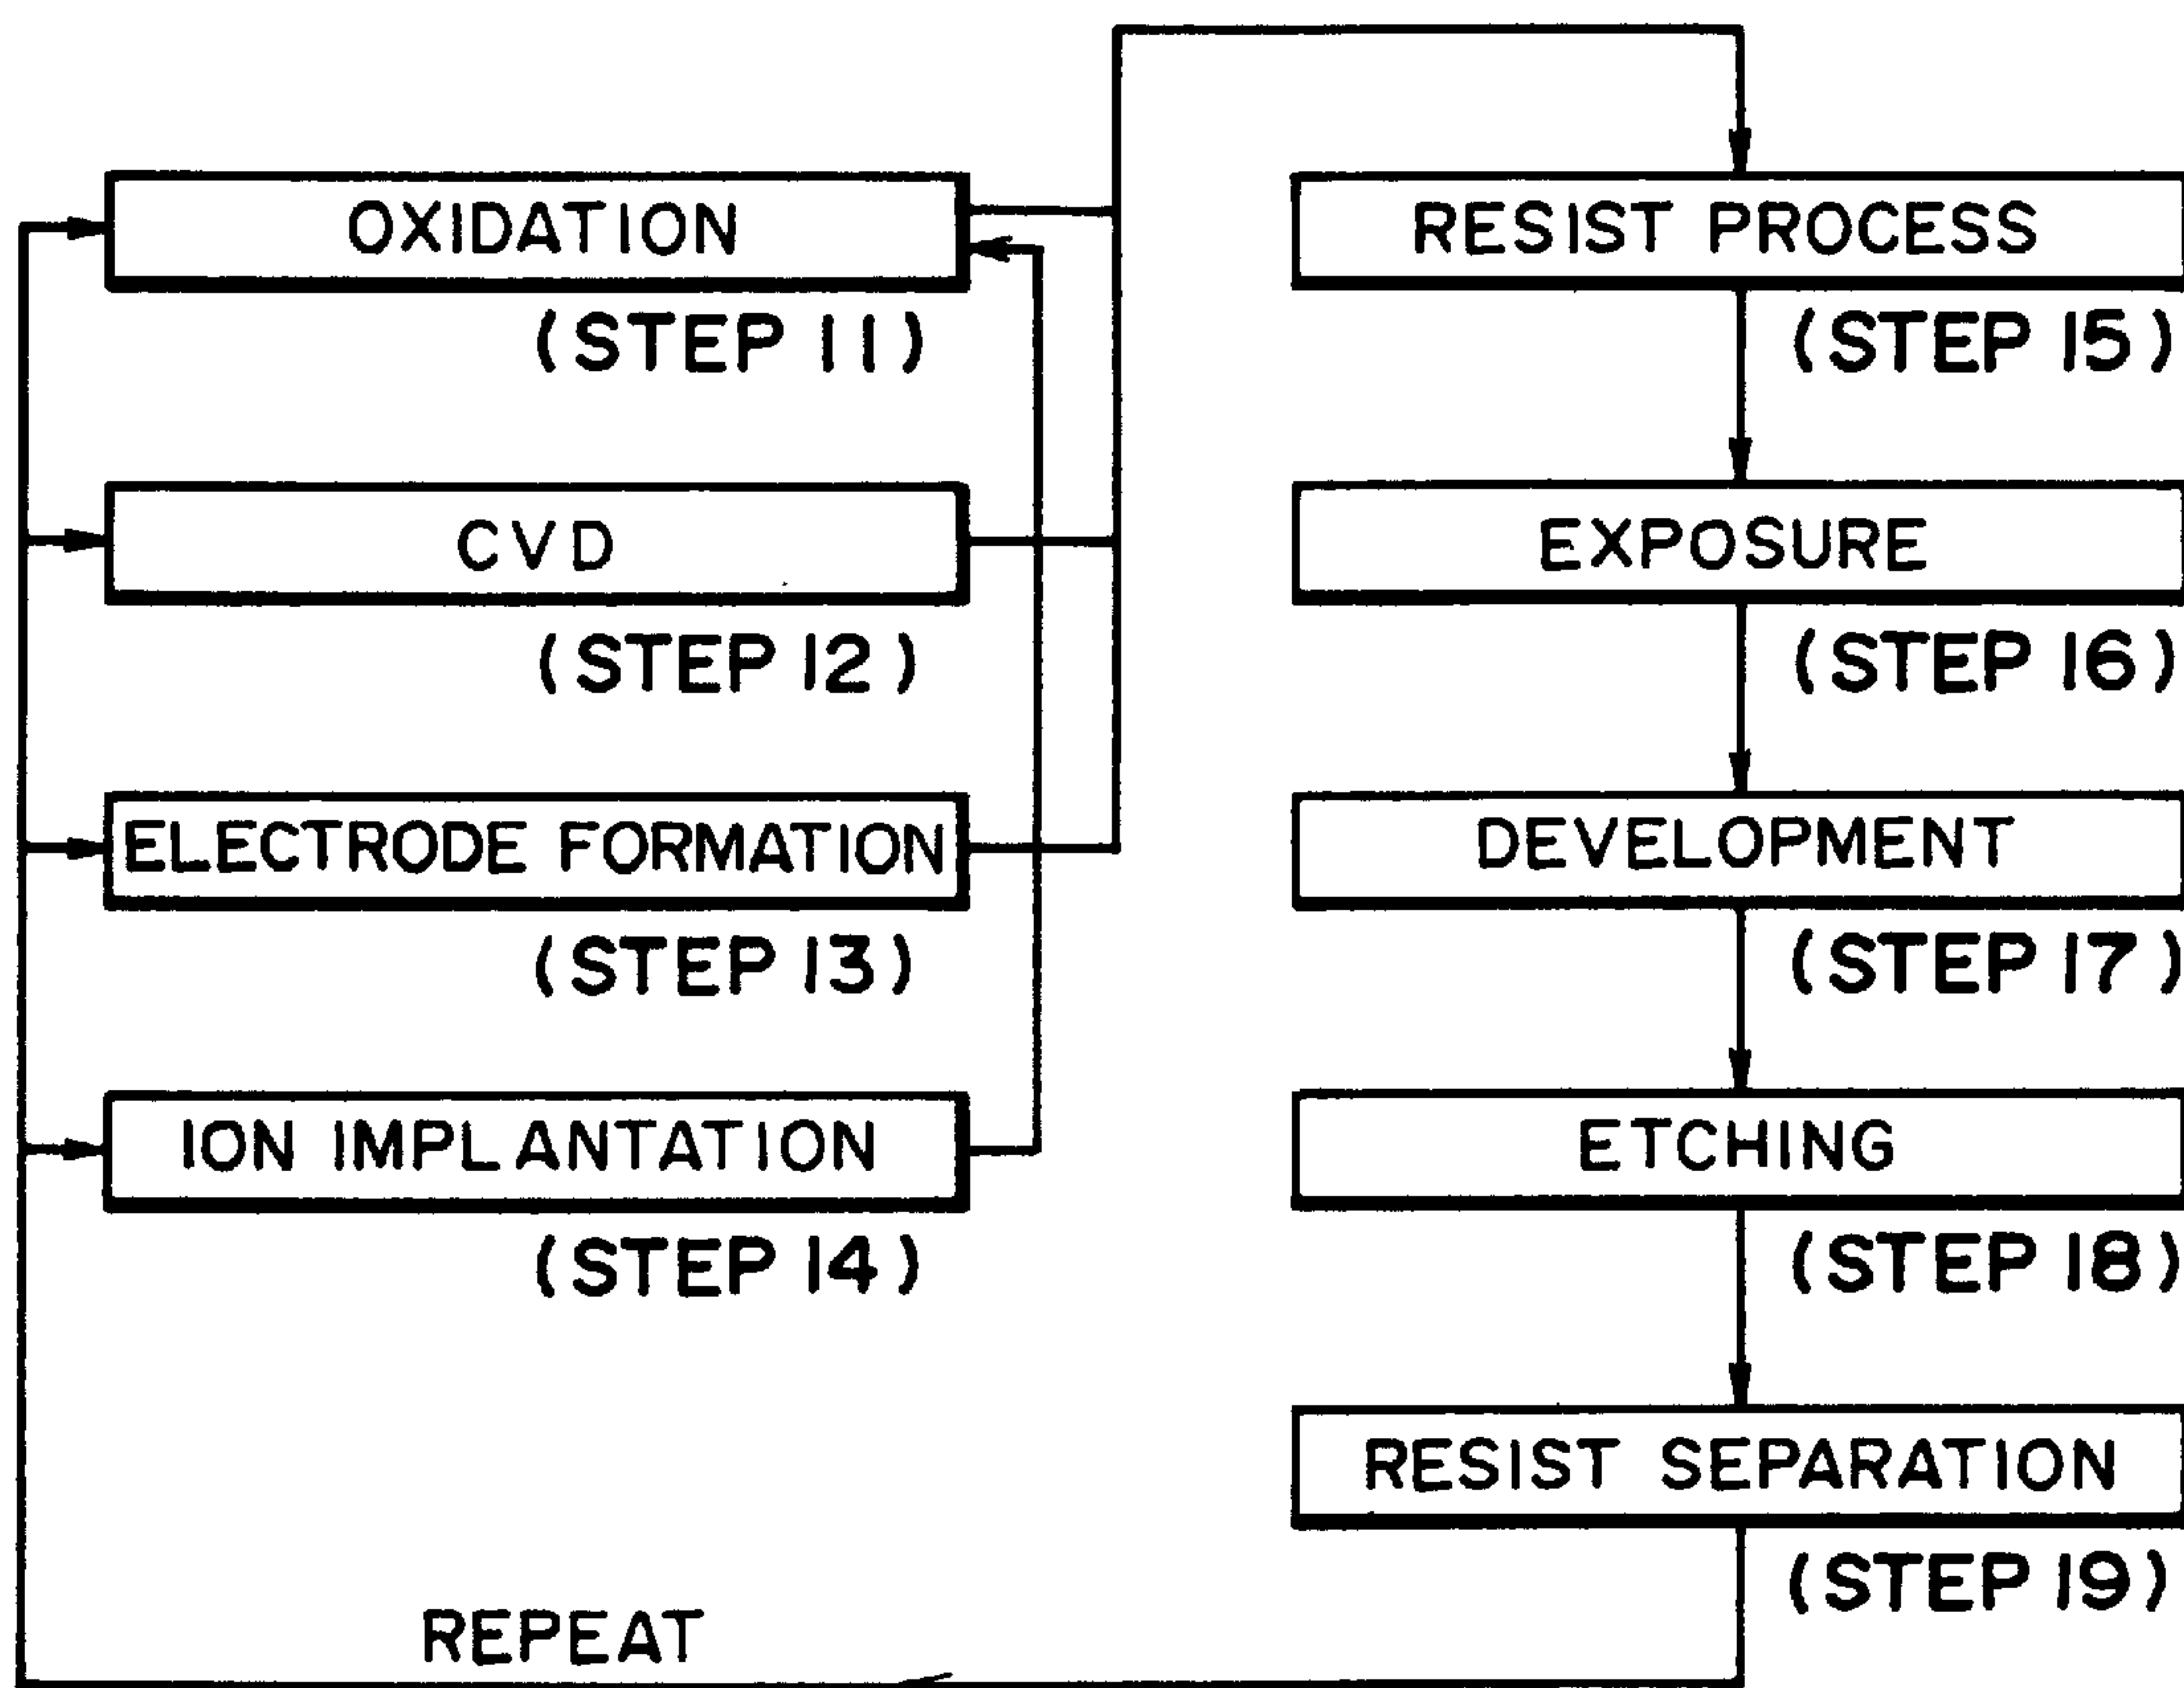 OXIDATION
(STEP 11)
CVD
(STEP 12)
ELECTRODE FORMATION
(STEP 13)
ION IMPLANTATION
(STEP 14)
RESIST PROCESS
(STEP 15)
EXPOSURE
(STEP 16)
DEVELOPMENT
(STEP 17)
ETCHING
(STEP 18)
RESIST SEPARATION
(STEP 19)
REPEAT